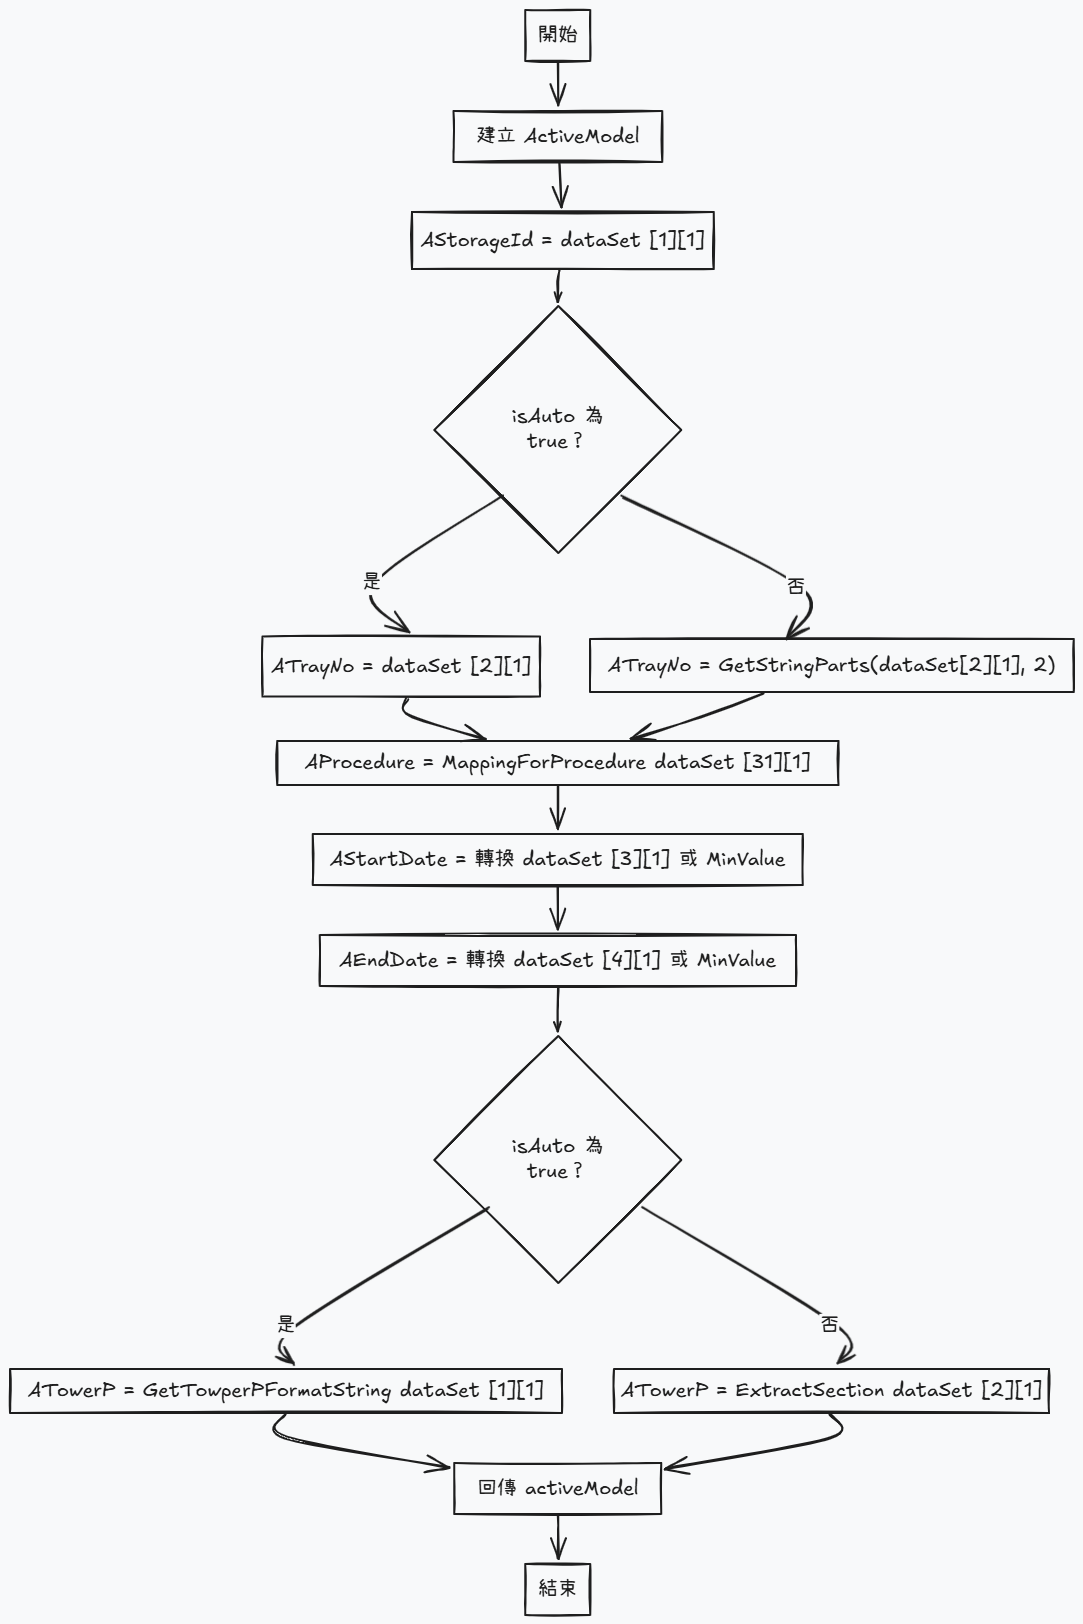 開始
建立 ActiveModel
AStorageId = dataSet [1][1]
isAuto 為
true？
是
否
ATrayNo = dataSet [2][1]
ATrayNo = GetStringParts(dataSet[2][1], 2)
AProcedure = MappingForProcedure dataSet [31][1]
AStartDate = 轉換 dataSet [3][1] 或 MinValue
AEndDate = 轉換 dataSet [4][1] 或 MinValue
isAuto 為
true？
是
否
ATowerP = GetTowperPFormatString dataSet [1][1]
ATowerP = ExtractSection dataSet [2][1]
回傳 activeModel
結束